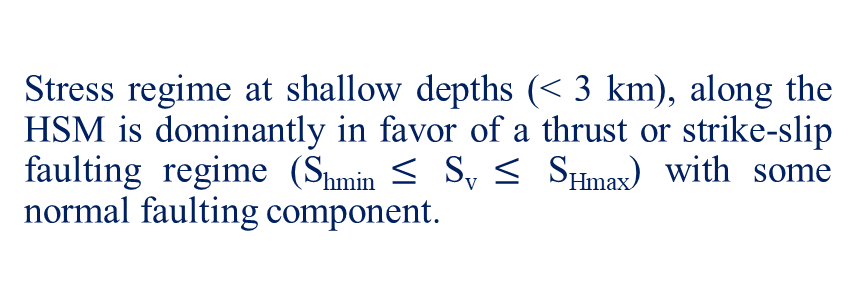 Stress regime at shallow depths (< 3 km), along the
HSM is dominantly in favor of a thrust or strike-slip
faulting regime (Shmin ≤ Sv ≤ SHmax) with some
normal faulting component.